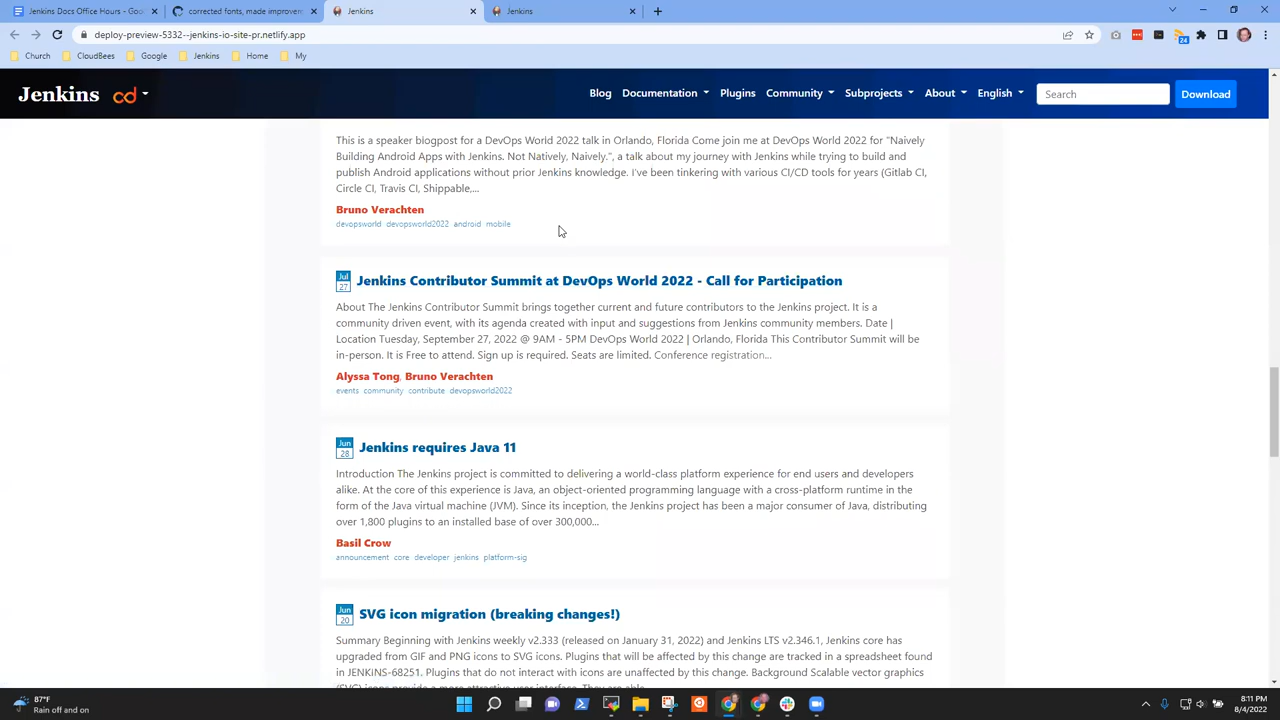 Jenkins Docs Office Hours - Goo
corrected fonts, made improvem
Jenkins
Jenkins
deploy-preview-5332--jenkins-io-site-pr.netlify.app
24
Church
CloudBees
Google
Jenkins
Home
My
Jenkins cd
Blog
Documentation
Plugins
Community
Subprojects
About
English
Search
Download
This is a speaker blogpost for a DevOps World 2022 talk in Orlando, Florida Come join me at DevOps World 2022 for “Naively
Building Android Apps with Jenkins. Not Natively, Naively.”, a talk about my journey with Jenkins while trying to build and
publish Android applications without prior Jenkins knowledge. I’ve been tinkering with various CI/CD tools for years (Gitlab CI,
Circle CI, Travis CI, Shippable,...
Bruno Verachten
devopsworld devopsworld2022 android mobile
Jul
27
Jenkins Contributor Summit at DevOps World 2022 - Call for Participation
About The Jenkins Contributor Summit brings together current and future contributors to the Jenkins project. It is a
community driven event, with its agenda created with input and suggestions from Jenkins community members. Date |
Location Tuesday, September 27, 2022 @ 9AM - 5PM DevOps World 2022 | Orlando, Florida This Contributor Summit will be
in-person. It is Free to attend. Sign up is required. Seats are limited. Conference registration...
Alyssa Tong, Bruno Verachten
events community contribute devopsworld2022
Jun
28
Jenkins requires Java 11
Introduction The Jenkins project is committed to delivering a world-class platform experience for end users and developers
alike. At the core of this experience is Java, an object-oriented programming language with a cross-platform runtime in the
form of the Java virtual machine (JVM). Since its inception, the Jenkins project has been a major consumer of Java, distributing
over 1,800 plugins to an installed base of over 300,000...
Basil Crow
announcement core developer jenkins platform-sig
Jun
20
SVG icon migration (breaking changes!)
Summary Beginning with Jenkins weekly v2.333 (released on January 31, 2022) and Jenkins LTS v2.346.1, Jenkins core has
upgraded from GIF and PNG icons to SVG icons. Plugins that will be affected by this change are tracked in a spreadsheet found
in JENKINS-68251. Plugins that do not interact with icons are unaffected by this change. Background Scalable vector graphics
87°F
Rain off and on
8:11 PM
8/4/2022